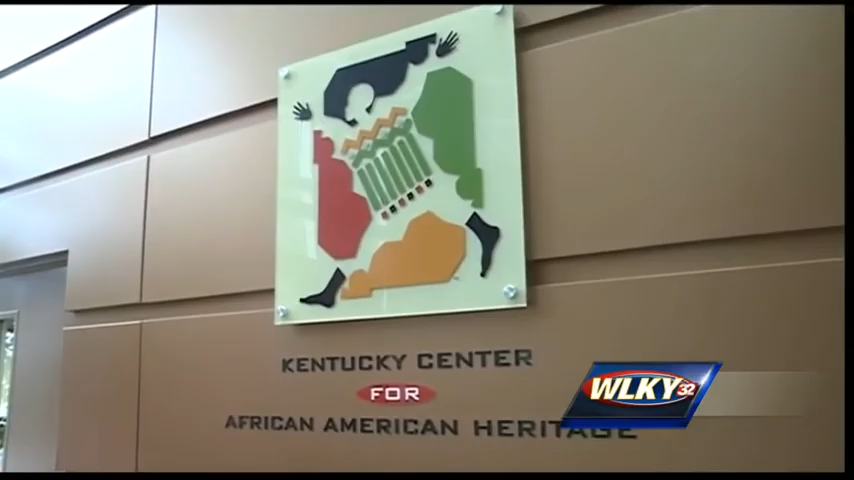 KENTUCKY CENTER
FOR
AFRICAN AMERICAN HERITAGE
WLKY 32